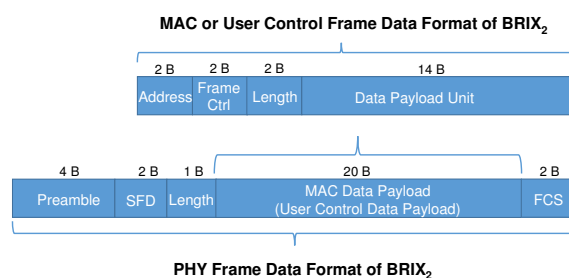 MAC or User Control Frame Data Format of BRIX₂
2 B 2 B 2 B 14 B
Address Frame Ctrl Length Data Payload Unit
4 B 2 B 1 B 20 B 2 B
Preamble SFD Length MAC Data Payload (User Control Data Payload) FCS
PHY Frame Data Format of BRIX₂